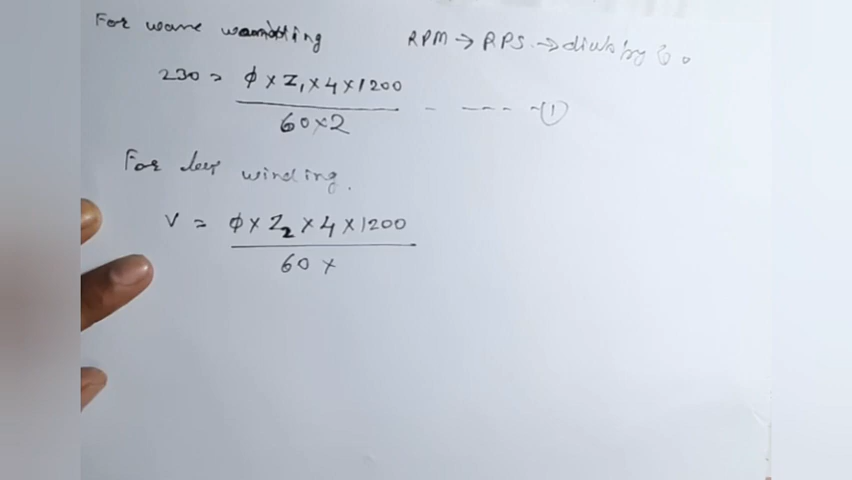 For wave winding RPM → RPS → divide by 60
230 = ϕ × Z₁ × 4 × 1200 / 60 × 2 - - - - - ①
For lap winding.
V = ϕ × Z₂ × 4 × 1200 / 60 ×